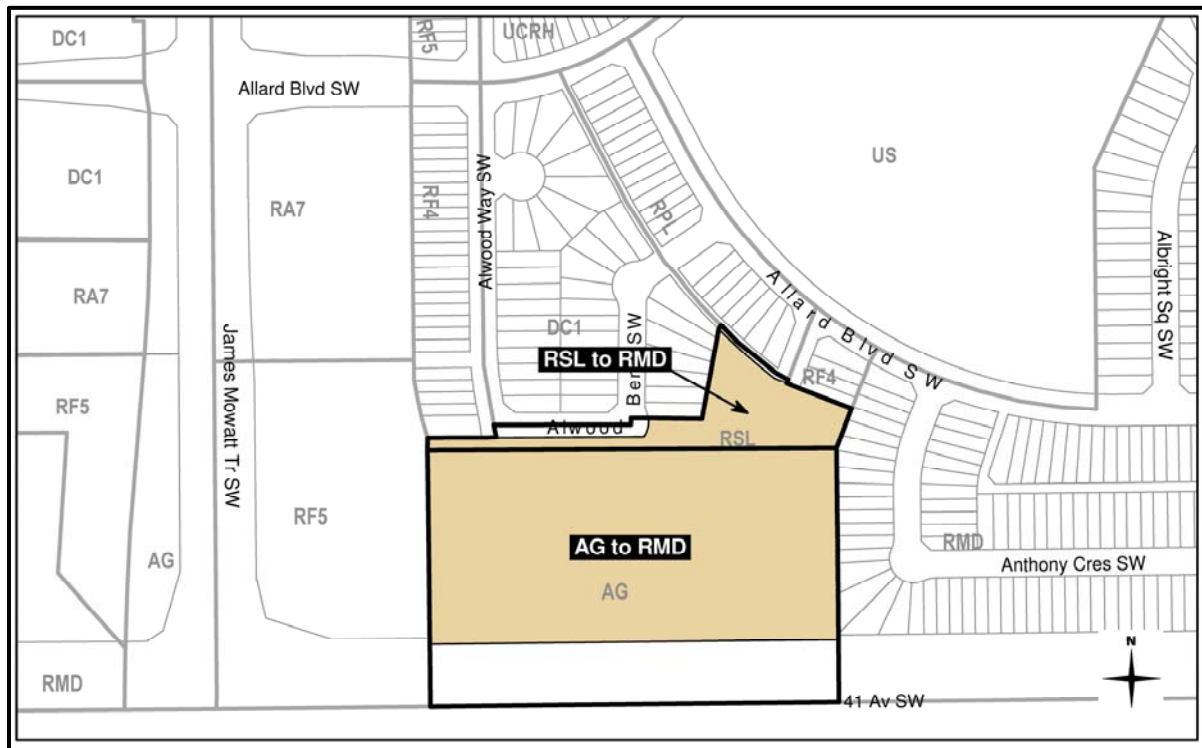 DC1
RF5
UCRH
Allard Blvd SW
DC1
RA7
RF4
Alwood Way SW
RPL
US
Albright Sq SW
RA7
James Mowatt Tr SW
DC1
Allard Blvd SW
RSL to RMD
RF4
RF5
Alwood
RSL
RF5
AG to RMD
RMD
AG
AG
Anthony Cres SW
N
RMD
41 Av SW